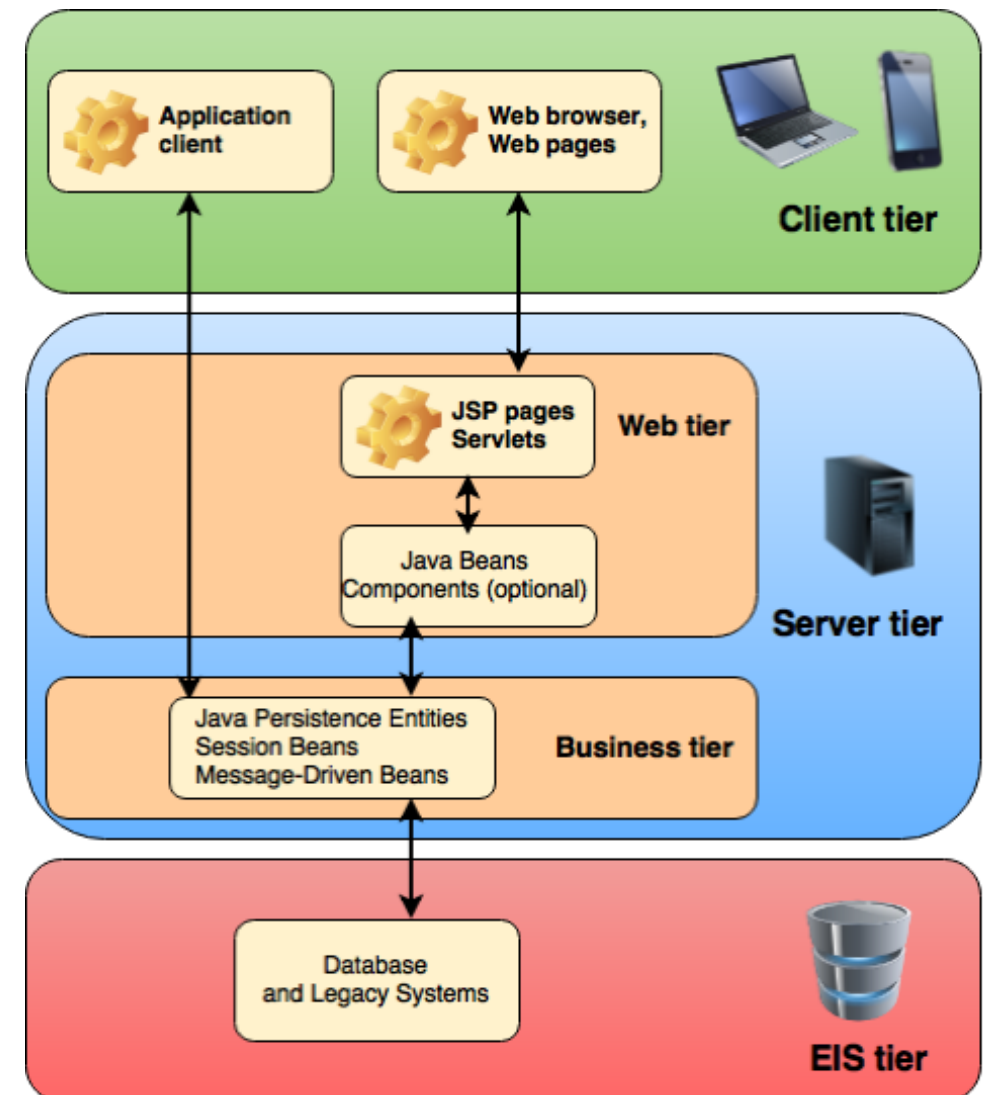 Application
client
Web browser,
Web pages
Client tier
JSP pages
Servlets
Web tier
Java Beans
Components (optional)
Server tier
Java Persistence Entities
Session Beans
Message-Driven Beans
Business tier
Database
and Legacy Systems
EIS tier